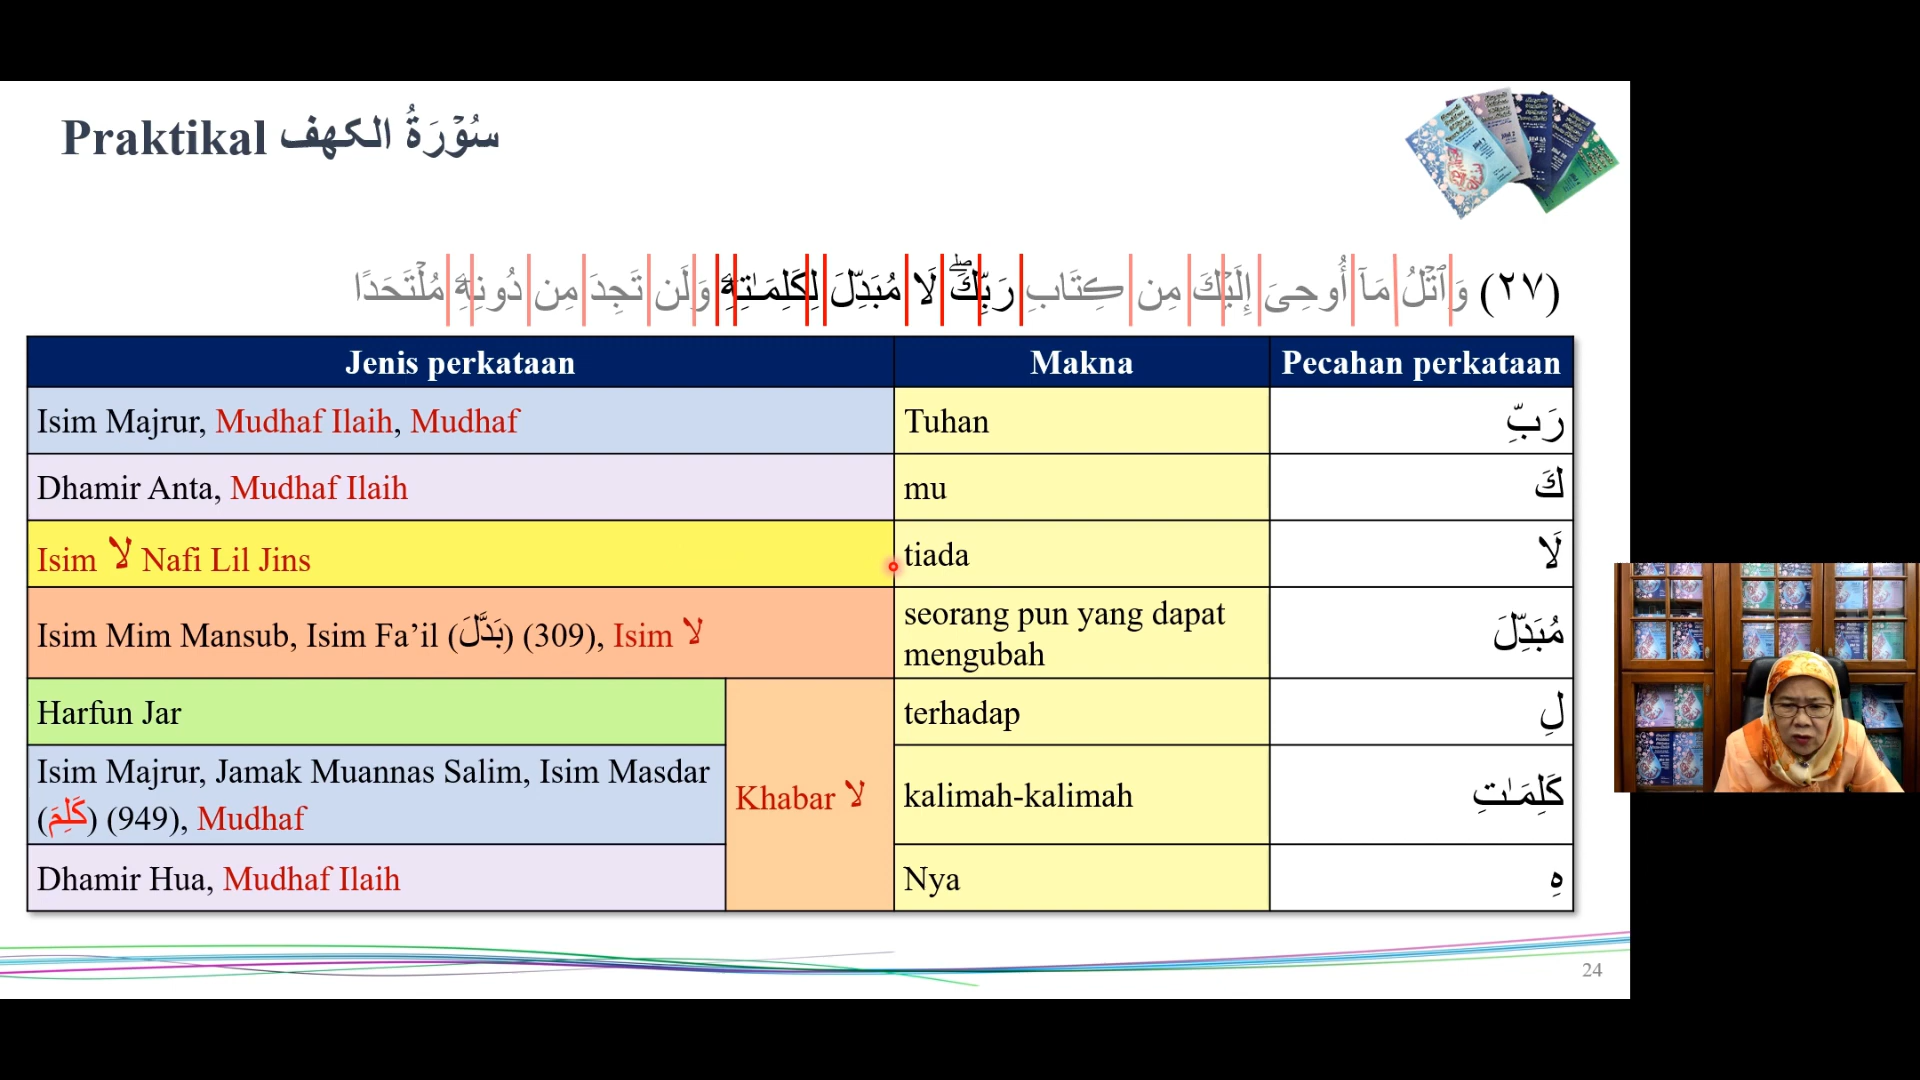 Praktikal سُوۡرَةُ الكهف
(٢٧) وَٱتۡلُ مَآ أُوحِىَ إِلَيۡكَ مِن ڪِتَابِ رَبِّكَۖ لَا مُبَدِّلَ لِكَلِمَـٰتِهِۦ وَلَن تَجِدَ مِن دُونِهِۦ مُلۡتَحَدًا
Jenis perkataan Makna Pecahan perkataan
Isim Majrur, Mudhaf Ilaih, Mudhaf Tuhan رَبِّ
Dhamir Anta, Mudhaf Ilaih mu كَ
Isim لا Nafi Lil Jins tiada لَا
Isim Mim Mansub, Isim Fa’il (بَدَّلَ) (309), Isim لا seorang pun yang dapat mengubah مُبَدِّلَ
Harfun Jar terhadap لِ
Isim Majrur, Jamak Muannas Salim, Isim Masdar
(كَلِمَ) (949), Mudhaf Khabar لا kalimah-kalimah كَلِمَـٰتِ
Dhamir Hua, Mudhaf Ilaih Nya هِ
24